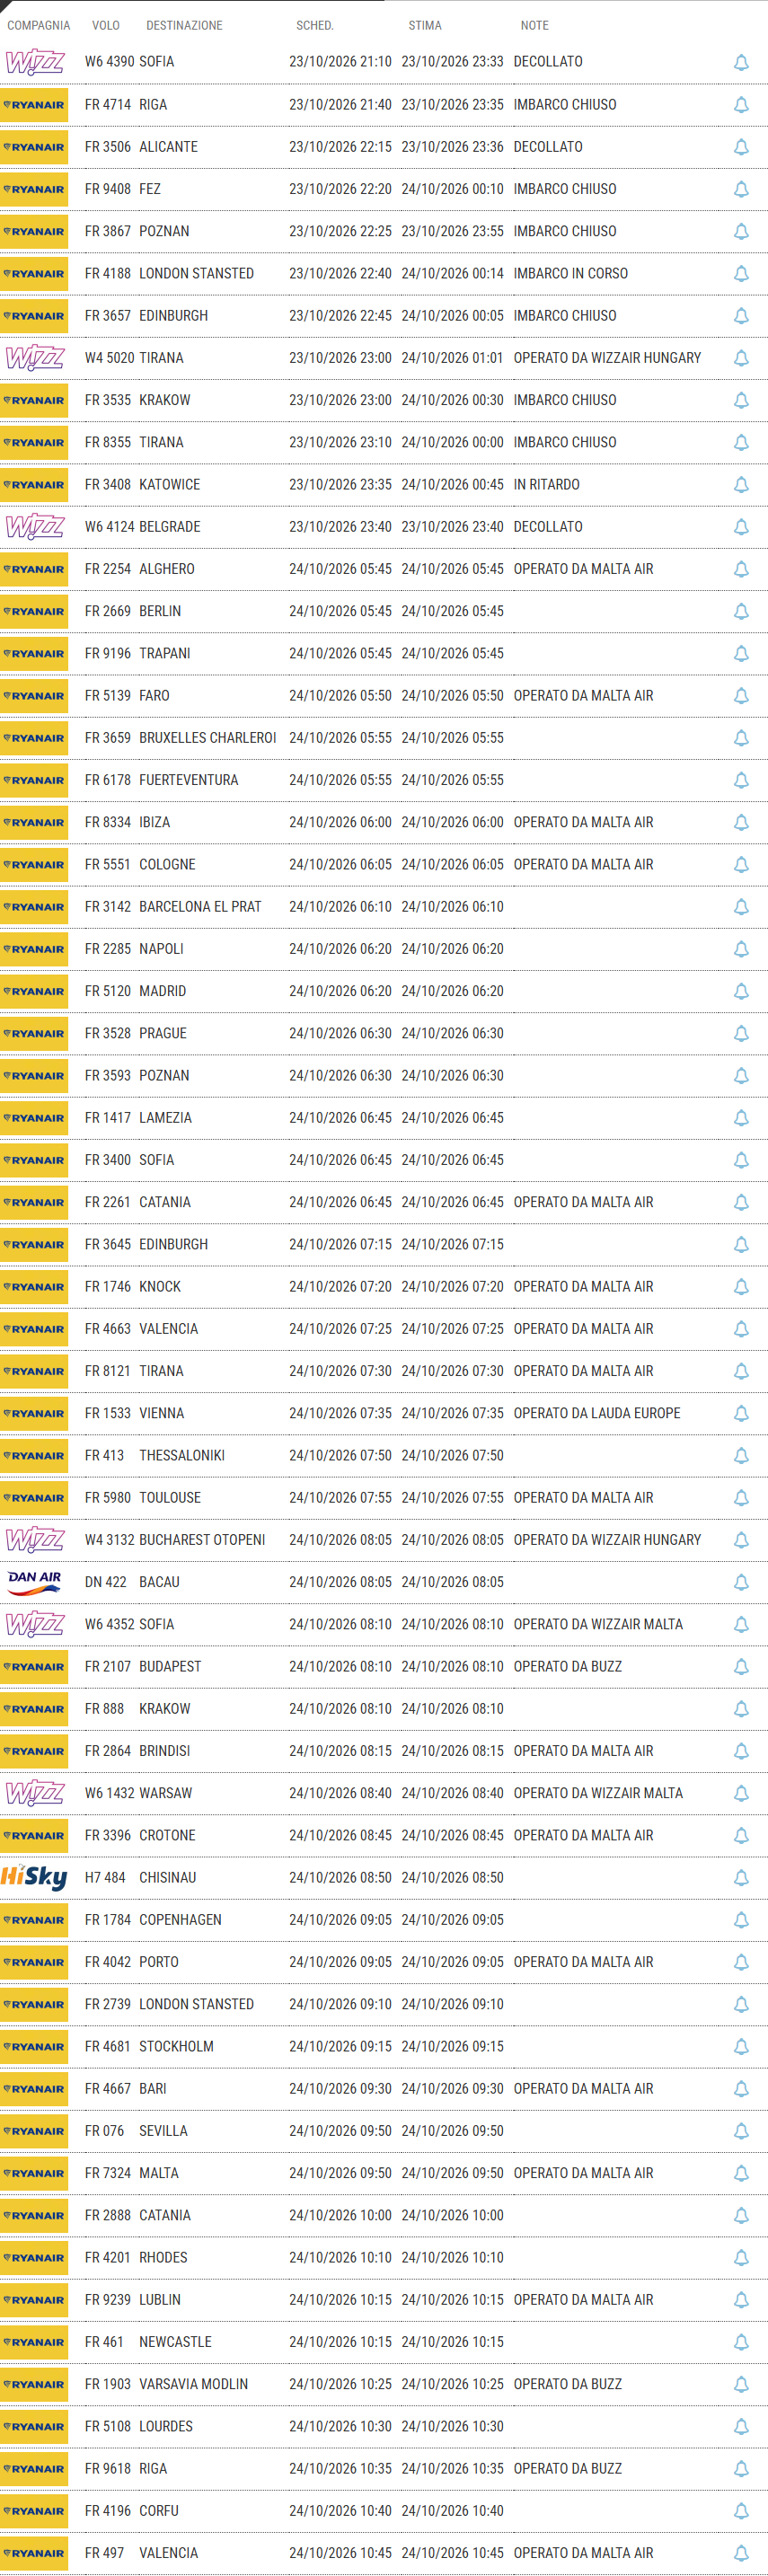 COMPAGNIA VOLO DESTINAZIONE SCHED. STIMA NOTE
WIZZ W6 4390 SOFIA 23/10/2026 21:10 23/10/2026 23:33 DECOLLATO
RYANAIR FR 4714 RIGA 23/10/2026 21:40 23/10/2026 23:35 IMBARCO CHIUSO
RYANAIR FR 3506 ALICANTE 23/10/2026 22:15 23/10/2026 23:36 DECOLLATO
RYANAIR FR 9408 FEZ 23/10/2026 22:20 24/10/2026 00:10 IMBARCO CHIUSO
RYANAIR FR 3867 POZNAN 23/10/2026 22:25 23/10/2026 23:55 IMBARCO CHIUSO
RYANAIR FR 4188 LONDON STANSTED 23/10/2026 22:40 24/10/2026 00:14 IMBARCO IN CORSO
RYANAIR FR 3657 EDINBURGH 23/10/2026 22:45 24/10/2026 00:05 IMBARCO CHIUSO
WIZZ W4 5020 TIRANA 23/10/2026 23:00 24/10/2026 01:01 OPERATO DA WIZZAIR HUNGARY
RYANAIR FR 3535 KRAKOW 23/10/2026 23:00 24/10/2026 00:30 IMBARCO CHIUSO
RYANAIR FR 8355 TIRANA 23/10/2026 23:10 24/10/2026 00:00 IMBARCO CHIUSO
RYANAIR FR 3408 KATOWICE 23/10/2026 23:35 24/10/2026 00:45 IN RITARDO
WIZZ W6 4124 BELGRADE 23/10/2026 23:40 23/10/2026 23:40 DECOLLATO
RYANAIR FR 2254 ALGHERO 24/10/2026 05:45 24/10/2026 05:45 OPERATO DA MALTA AIR
RYANAIR FR 2669 BERLIN 24/10/2026 05:45 24/10/2026 05:45
RYANAIR FR 9196 TRAPANI 24/10/2026 05:45 24/10/2026 05:45
RYANAIR FR 5139 FARO 24/10/2026 05:50 24/10/2026 05:50 OPERATO DA MALTA AIR
RYANAIR FR 3659 BRUXELLES CHARLEROI 24/10/2026 05:55 24/10/2026 05:55
RYANAIR FR 6178 FUERTEVENTURA 24/10/2026 05:55 24/10/2026 05:55
RYANAIR FR 8334 IBIZA 24/10/2026 06:00 24/10/2026 06:00 OPERATO DA MALTA AIR
RYANAIR FR 5551 COLOGNE 24/10/2026 06:05 24/10/2026 06:05 OPERATO DA MALTA AIR
RYANAIR FR 3142 BARCELONA EL PRAT 24/10/2026 06:10 24/10/2026 06:10
RYANAIR FR 2285 NAPOLI 24/10/2026 06:20 24/10/2026 06:20
RYANAIR FR 5120 MADRID 24/10/2026 06:20 24/10/2026 06:20
RYANAIR FR 3528 PRAGUE 24/10/2026 06:30 24/10/2026 06:30
RYANAIR FR 3593 POZNAN 24/10/2026 06:30 24/10/2026 06:30
RYANAIR FR 1417 LAMEZIA 24/10/2026 06:45 24/10/2026 06:45
RYANAIR FR 3400 SOFIA 24/10/2026 06:45 24/10/2026 06:45
RYANAIR FR 2261 CATANIA 24/10/2026 06:45 24/10/2026 06:45 OPERATO DA MALTA AIR
RYANAIR FR 3645 EDINBURGH 24/10/2026 07:15 24/10/2026 07:15
RYANAIR FR 1746 KNOCK 24/10/2026 07:20 24/10/2026 07:20 OPERATO DA MALTA AIR
RYANAIR FR 4663 VALENCIA 24/10/2026 07:25 24/10/2026 07:25 OPERATO DA MALTA AIR
RYANAIR FR 8121 TIRANA 24/10/2026 07:30 24/10/2026 07:30 OPERATO DA MALTA AIR
RYANAIR FR 1533 VIENNA 24/10/2026 07:35 24/10/2026 07:35 OPERATO DA LAUDA EUROPE
RYANAIR FR 413 THESSALONIKI 24/10/2026 07:50 24/10/2026 07:50
RYANAIR FR 5980 TOULOUSE 24/10/2026 07:55 24/10/2026 07:55 OPERATO DA MALTA AIR
WIZZ W4 3132 BUCHAREST OTOPENI 24/10/2026 08:05 24/10/2026 08:05 OPERATO DA WIZZAIR HUNGARY
DAN AIR DN 422 BACAU 24/10/2026 08:05 24/10/2026 08:05
WIZZ W6 4352 SOFIA 24/10/2026 08:10 24/10/2026 08:10 OPERATO DA WIZZAIR MALTA
RYANAIR FR 2107 BUDAPEST 24/10/2026 08:10 24/10/2026 08:10 OPERATO DA BUZZ
RYANAIR FR 888 KRAKOW 24/10/2026 08:10 24/10/2026 08:10
RYANAIR FR 2864 BRINDISI 24/10/2026 08:15 24/10/2026 08:15 OPERATO DA MALTA AIR
WIZZ W6 1432 WARSAW 24/10/2026 08:40 24/10/2026 08:40 OPERATO DA WIZZAIR MALTA
RYANAIR FR 3396 CROTONE 24/10/2026 08:45 24/10/2026 08:45 OPERATO DA MALTA AIR
HiSky H7 484 CHISINAU 24/10/2026 08:50 24/10/2026 08:50
RYANAIR FR 1784 COPENHAGEN 24/10/2026 09:05 24/10/2026 09:05
RYANAIR FR 4042 PORTO 24/10/2026 09:05 24/10/2026 09:05 OPERATO DA MALTA AIR
RYANAIR FR 2739 LONDON STANSTED 24/10/2026 09:10 24/10/2026 09:10
RYANAIR FR 4681 STOCKHOLM 24/10/2026 09:15 24/10/2026 09:15
RYANAIR FR 4667 BARI 24/10/2026 09:30 24/10/2026 09:30 OPERATO DA MALTA AIR
RYANAIR FR 076 SEVILLA 24/10/2026 09:50 24/10/2026 09:50
RYANAIR FR 7324 MALTA 24/10/2026 09:50 24/10/2026 09:50 OPERATO DA MALTA AIR
RYANAIR FR 2888 CATANIA 24/10/2026 10:00 24/10/2026 10:00
RYANAIR FR 4201 RHODES 24/10/2026 10:10 24/10/2026 10:10
RYANAIR FR 9239 LUBLIN 24/10/2026 10:15 24/10/2026 10:15 OPERATO DA MALTA AIR
RYANAIR FR 461 NEWCASTLE 24/10/2026 10:15 24/10/2026 10:15
RYANAIR FR 1903 VARSAVIA MODLIN 24/10/2026 10:25 24/10/2026 10:25 OPERATO DA BUZZ
RYANAIR FR 5108 LOURDES 24/10/2026 10:30 24/10/2026 10:30
RYANAIR FR 9618 RIGA 24/10/2026 10:35 24/10/2026 10:35 OPERATO DA BUZZ
RYANAIR FR 4196 CORFU 24/10/2026 10:40 24/10/2026 10:40
RYANAIR FR 497 VALENCIA 24/10/2026 10:45 24/10/2026 10:45 OPERATO DA MALTA AIR